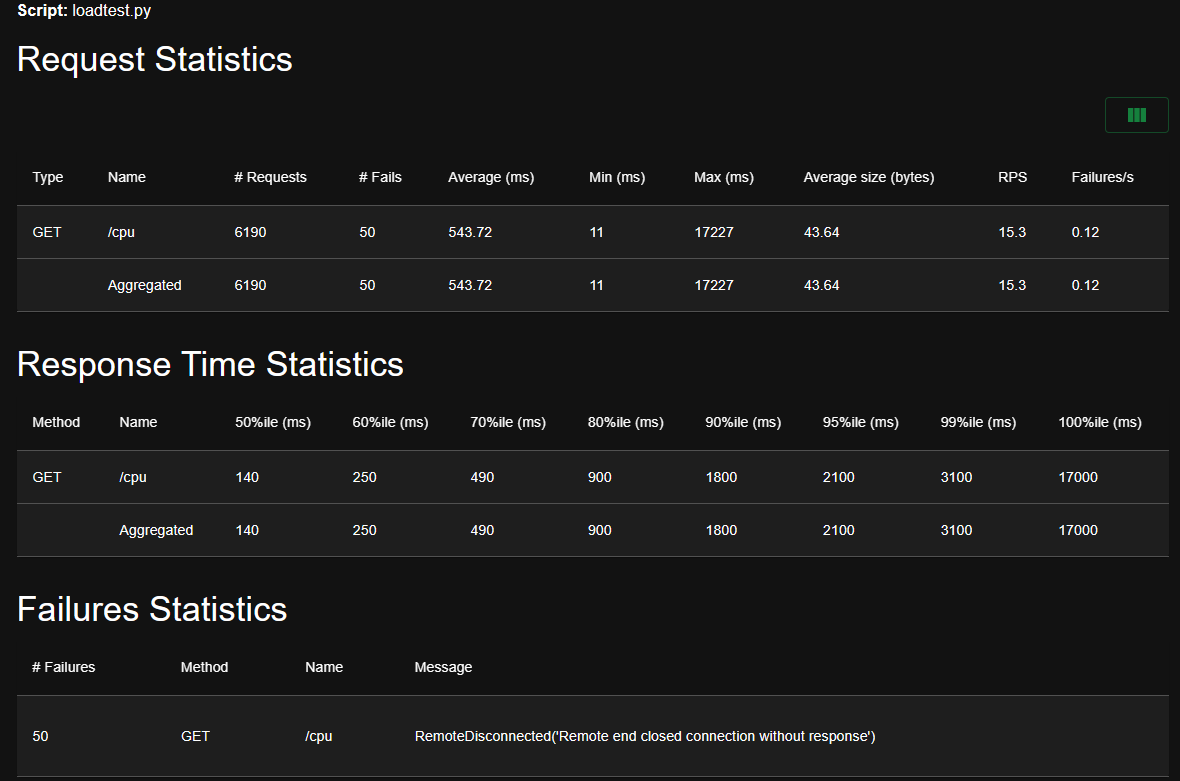 Script: loadtest.py
Request Statistics
Type Name # Requests # Fails Average (ms) Min (ms) Max (ms) Average size (bytes) RPS Failures/s
GET /cpu 6190 50 543.72 11 17227 43.64 15.3 0.12
Aggregated 6190 50 543.72 11 17227 43.64 15.3 0.12
Response Time Statistics
Method Name 50%ile (ms) 60%ile (ms) 70%ile (ms) 80%ile (ms) 90%ile (ms) 95%ile (ms) 99%ile (ms) 100%ile (ms)
GET /cpu 140 250 490 900 1800 2100 3100 17000
Aggregated 140 250 490 900 1800 2100 3100 17000
Failures Statistics
# Failures Method Name Message
50 GET /cpu RemoteDisconnected('Remote end closed connection without response')